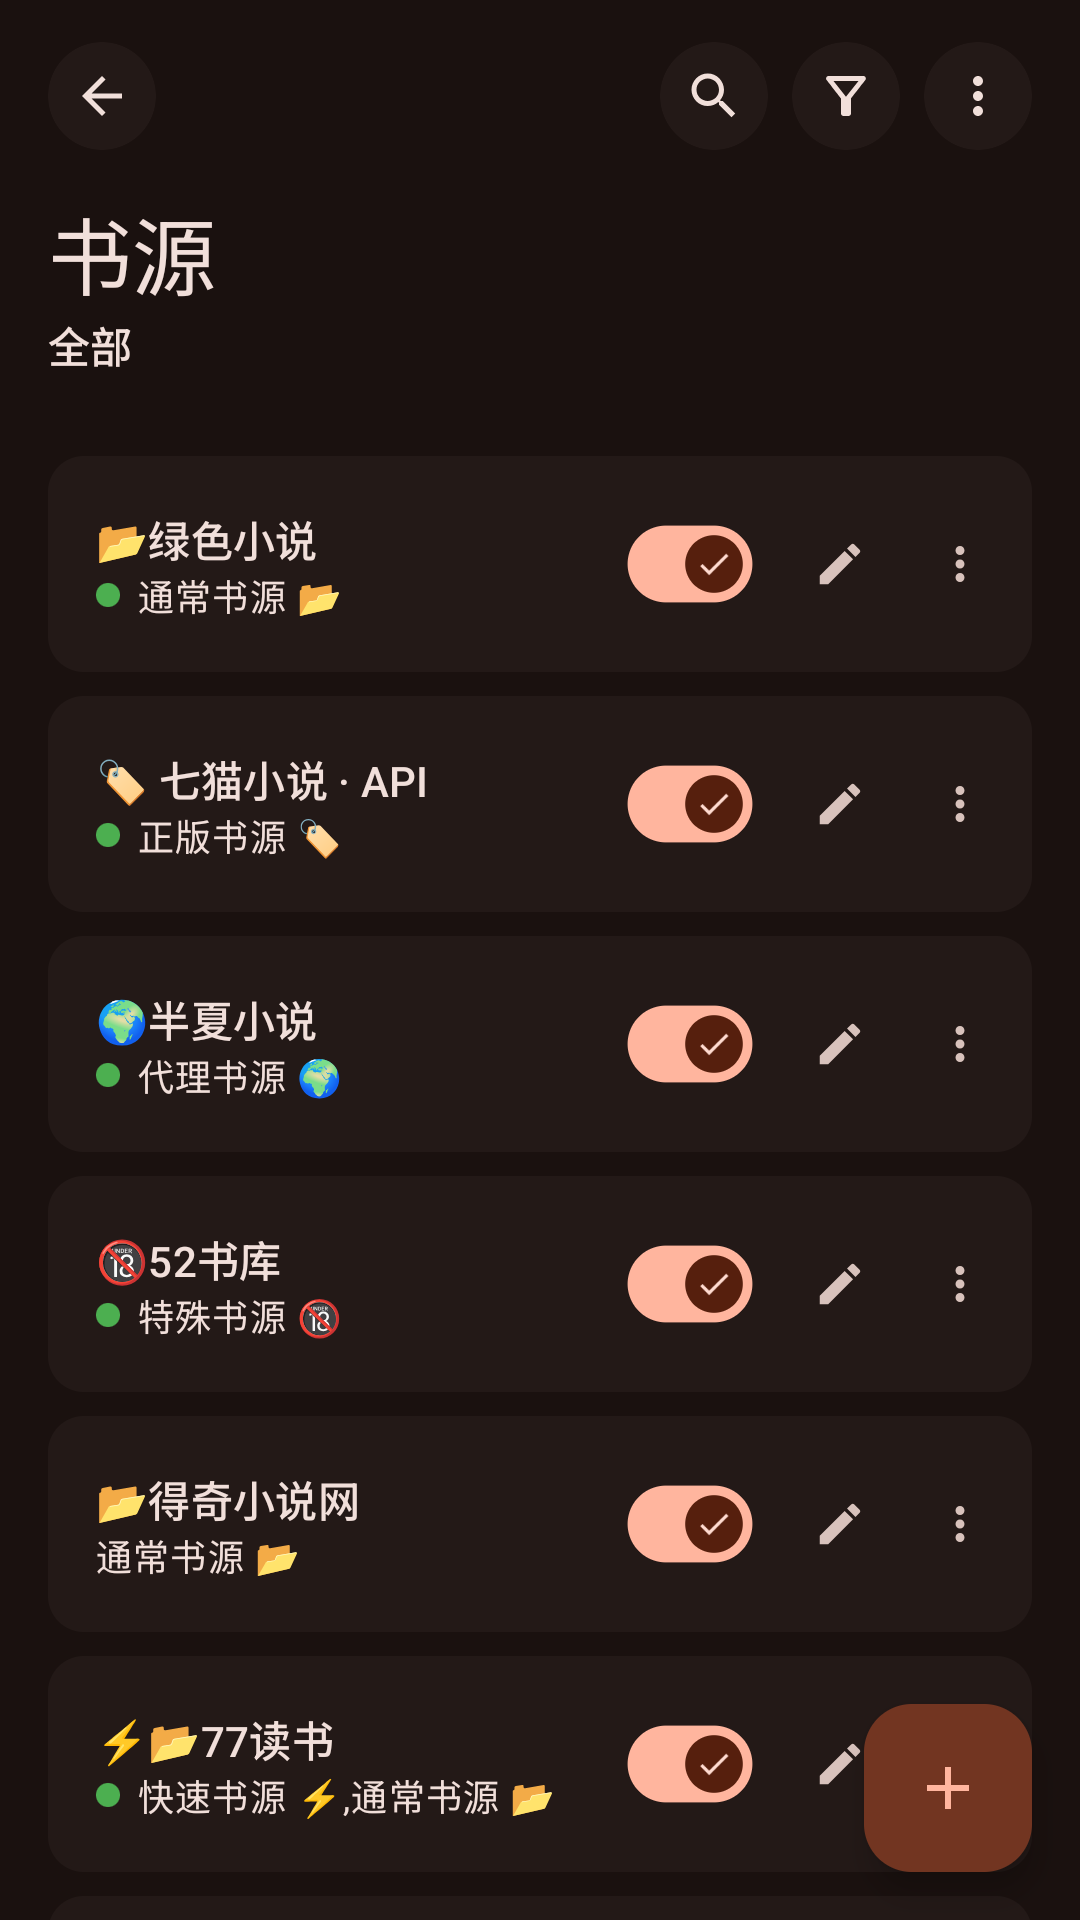 书源
全部
📂绿色小说
通常书源 📂
🏷️ 七猫小说 · API
正版书源 🏷️
🌍半夏小说
代理书源 🌍
🔞52书库
特殊书源 🔞
📂得奇小说网
通常书源 📂
⚡📂77读书
快速书源 ⚡,通常书源 📂